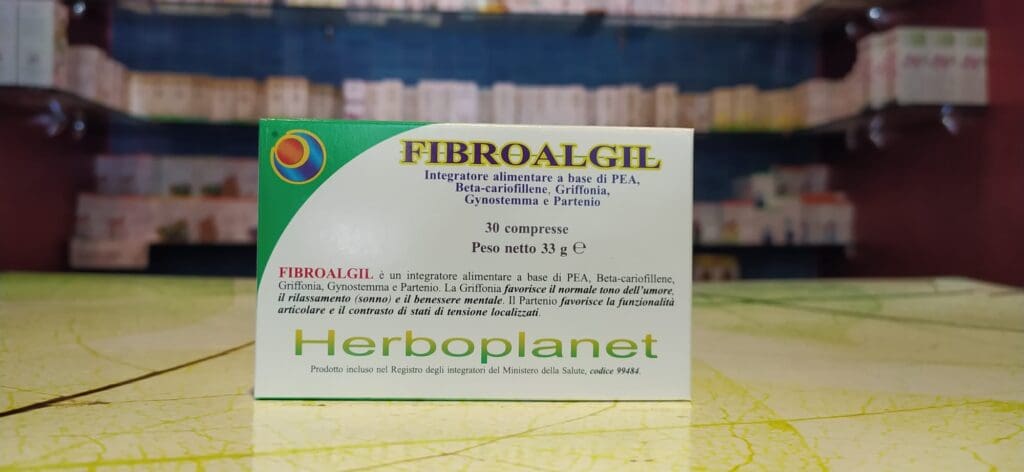 FIBROALGIL
Integratore alimentare a base di PEA,
Beta-cariofillene, Griffonia,
Gynostemma e Partenio
30 compresse
Peso netto 33 g ℮
FIBROALGIL è un integratore alimentare a base di PEA, Beta-cariofillene,
Griffonia, Gynostemma e Partenio. La Griffonia favorisce il normale tono dell'umore,
il rilassamento (sonno) e il benessere mentale. Il Partenio favorisce la funzionalità
articolare e il contrasto di stati di tensione localizzati.
Herboplanet
Prodotto incluso nel Registro degli integratori del Ministero della Salute, codice 99484.